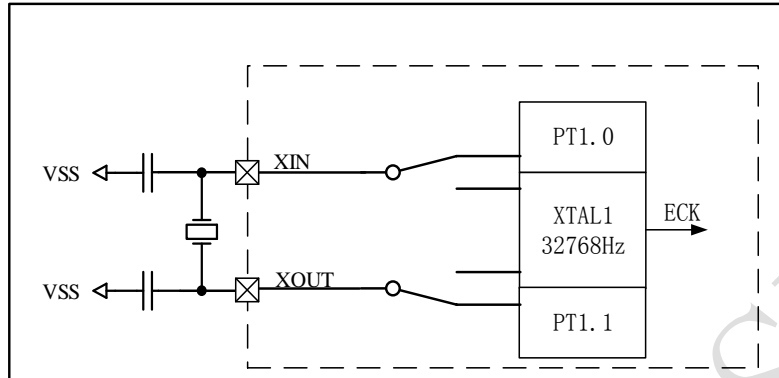 PT1.0
VSS
XIN
XTAL1
32768Hz
ECK
VSS
XOUT
PT1.1